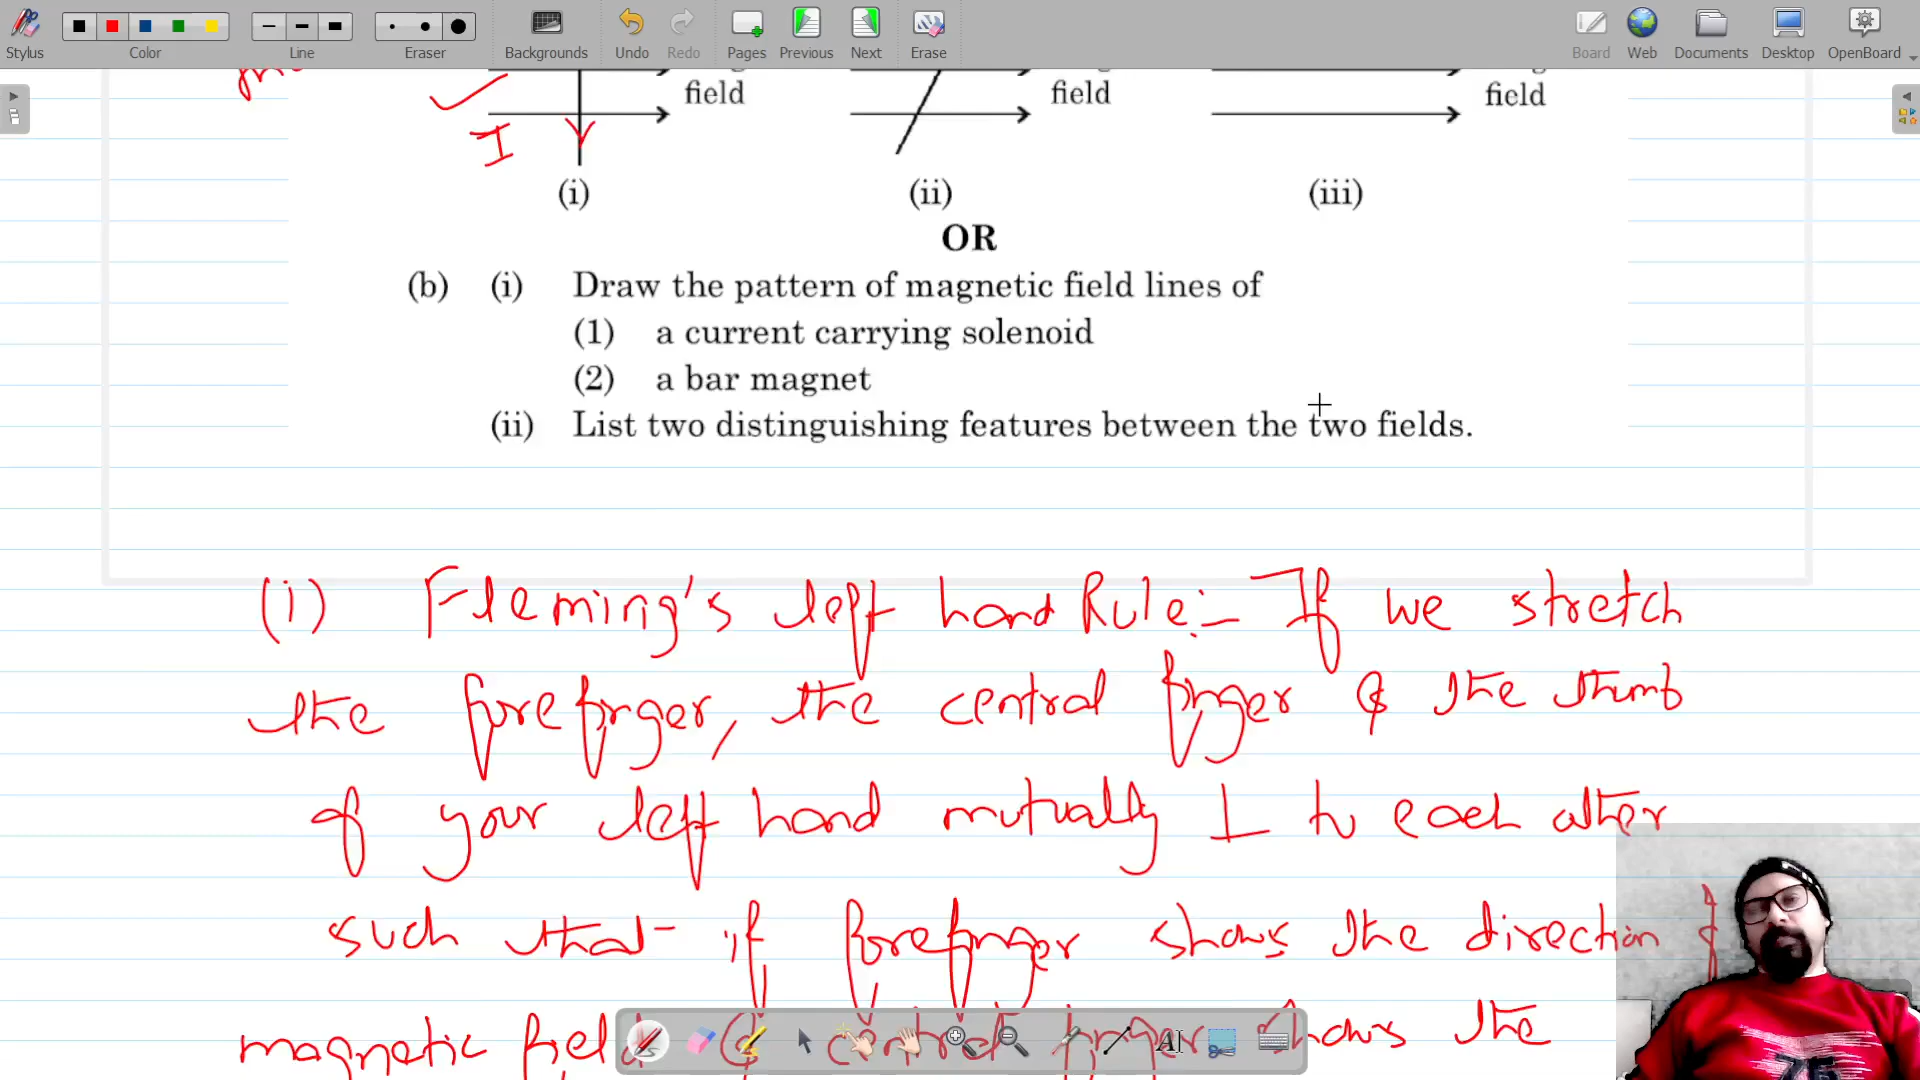 Stylus Color Line Eraser Backgrounds Undo Redo Pages Previous Next Erase Board Web Documents Desktop OpenBoard
field field field
I
(i) (ii) (iii)
OR
(b) (i) Draw the pattern of magnetic field lines of
(1) a current carrying solenoid
(2) a bar magnet
(ii) List two distinguishing features between the two fields.
(i) Fleming's left hand Rule:- If we stretch
the forefinger, the central finger & the thumb
of your left hand mutually ⊥ to each other
such that if forefinger shows the direction
magnetic field & central finger shows the